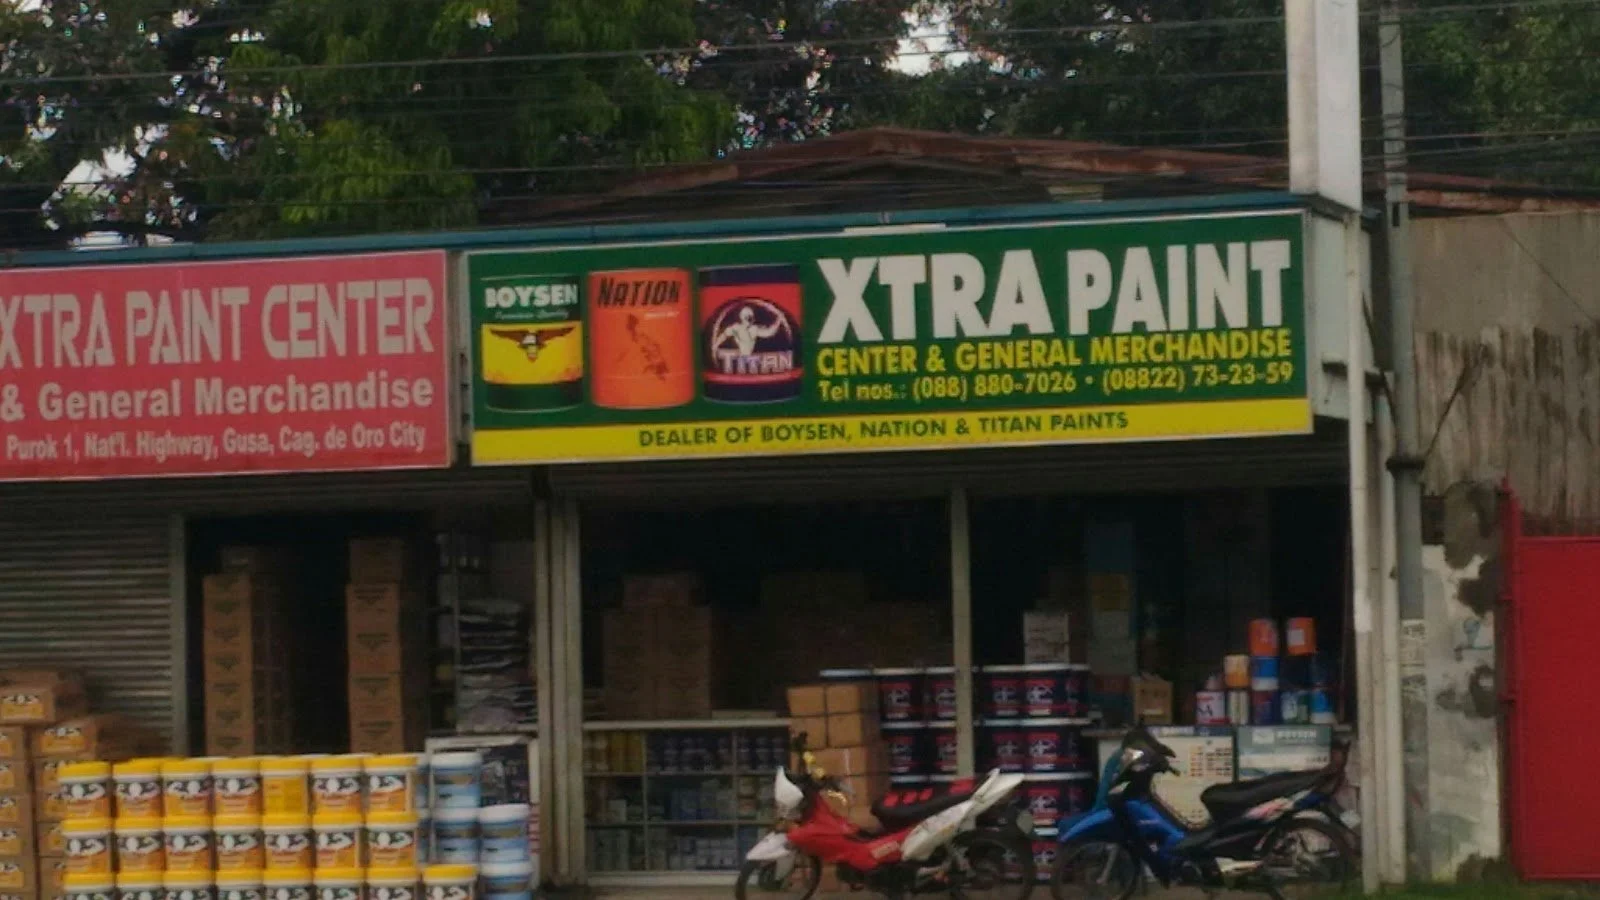 XTRA PAINT CENTER
& General Merchandise
Purok 1, Nat'l. Highway, Gusa, Cag. de Oro City
BOYSEN
NATION
TITAN
XTRA PAINT
CENTER & GENERAL MERCHANDISE
Tel nos.: (088) 880-7026 • (08822) 73-23-59
DEALER OF BOYSEN, NATION & TITAN PAINTS